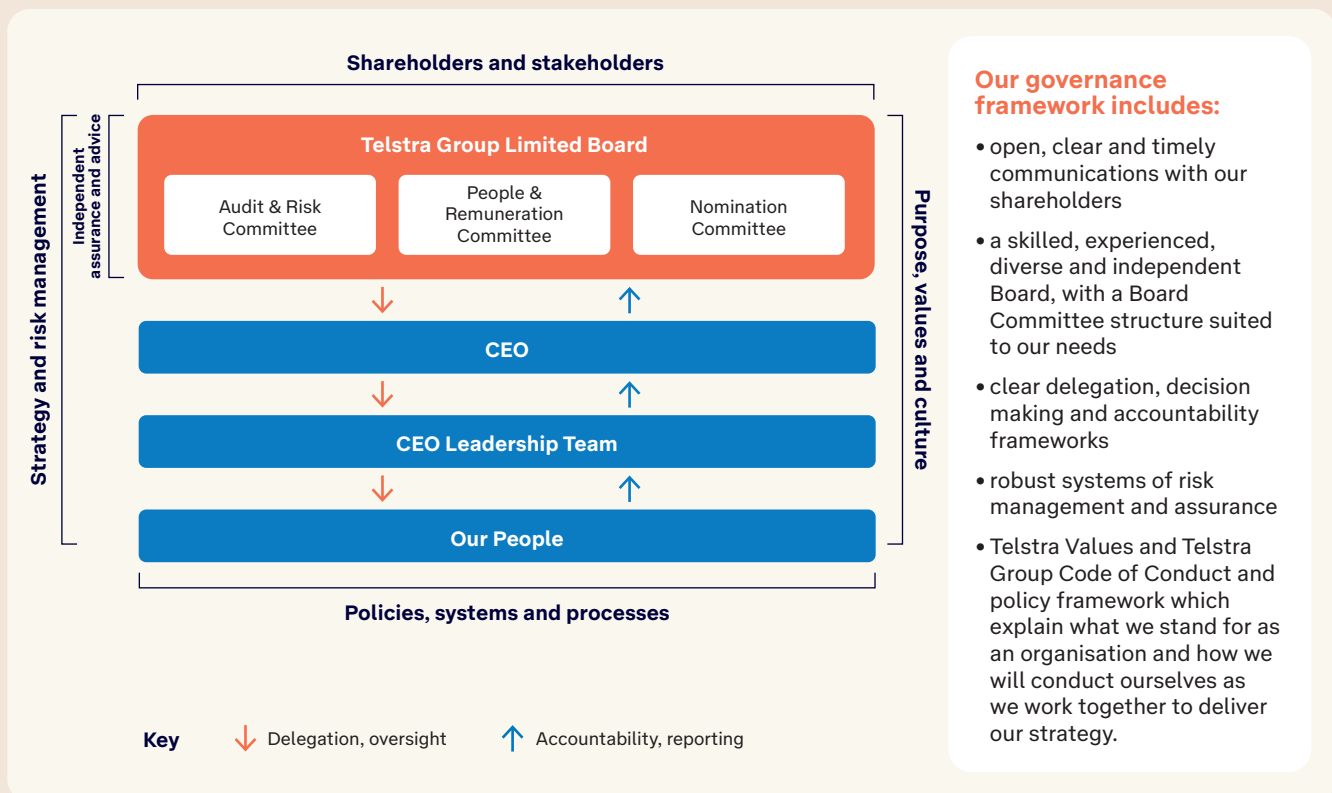 Shareholders and stakeholders
Strategy and risk management
Independent
assurance and advice
Telstra Group Limited Board
Audit & Risk
Committee
People &
Remuneration
Committee
Nomination
Committee
Purpose, values and culture
CEO
CEO Leadership Team
Our People
Policies, systems and processes
Key
Delegation, oversight
Accountability, reporting
Our governance
framework includes:
• open, clear and timely
communications with our
shareholders
• a skilled, experienced,
diverse and independent
Board, with a Board
Committee structure suited
to our needs
• clear delegation, decision
making and accountability
frameworks
• robust systems of risk
management and assurance
• Telstra Values and Telstra
Group Code of Conduct and
policy framework which
explain what we stand for as
an organisation and how we
will conduct ourselves as
we work together to deliver
our strategy.